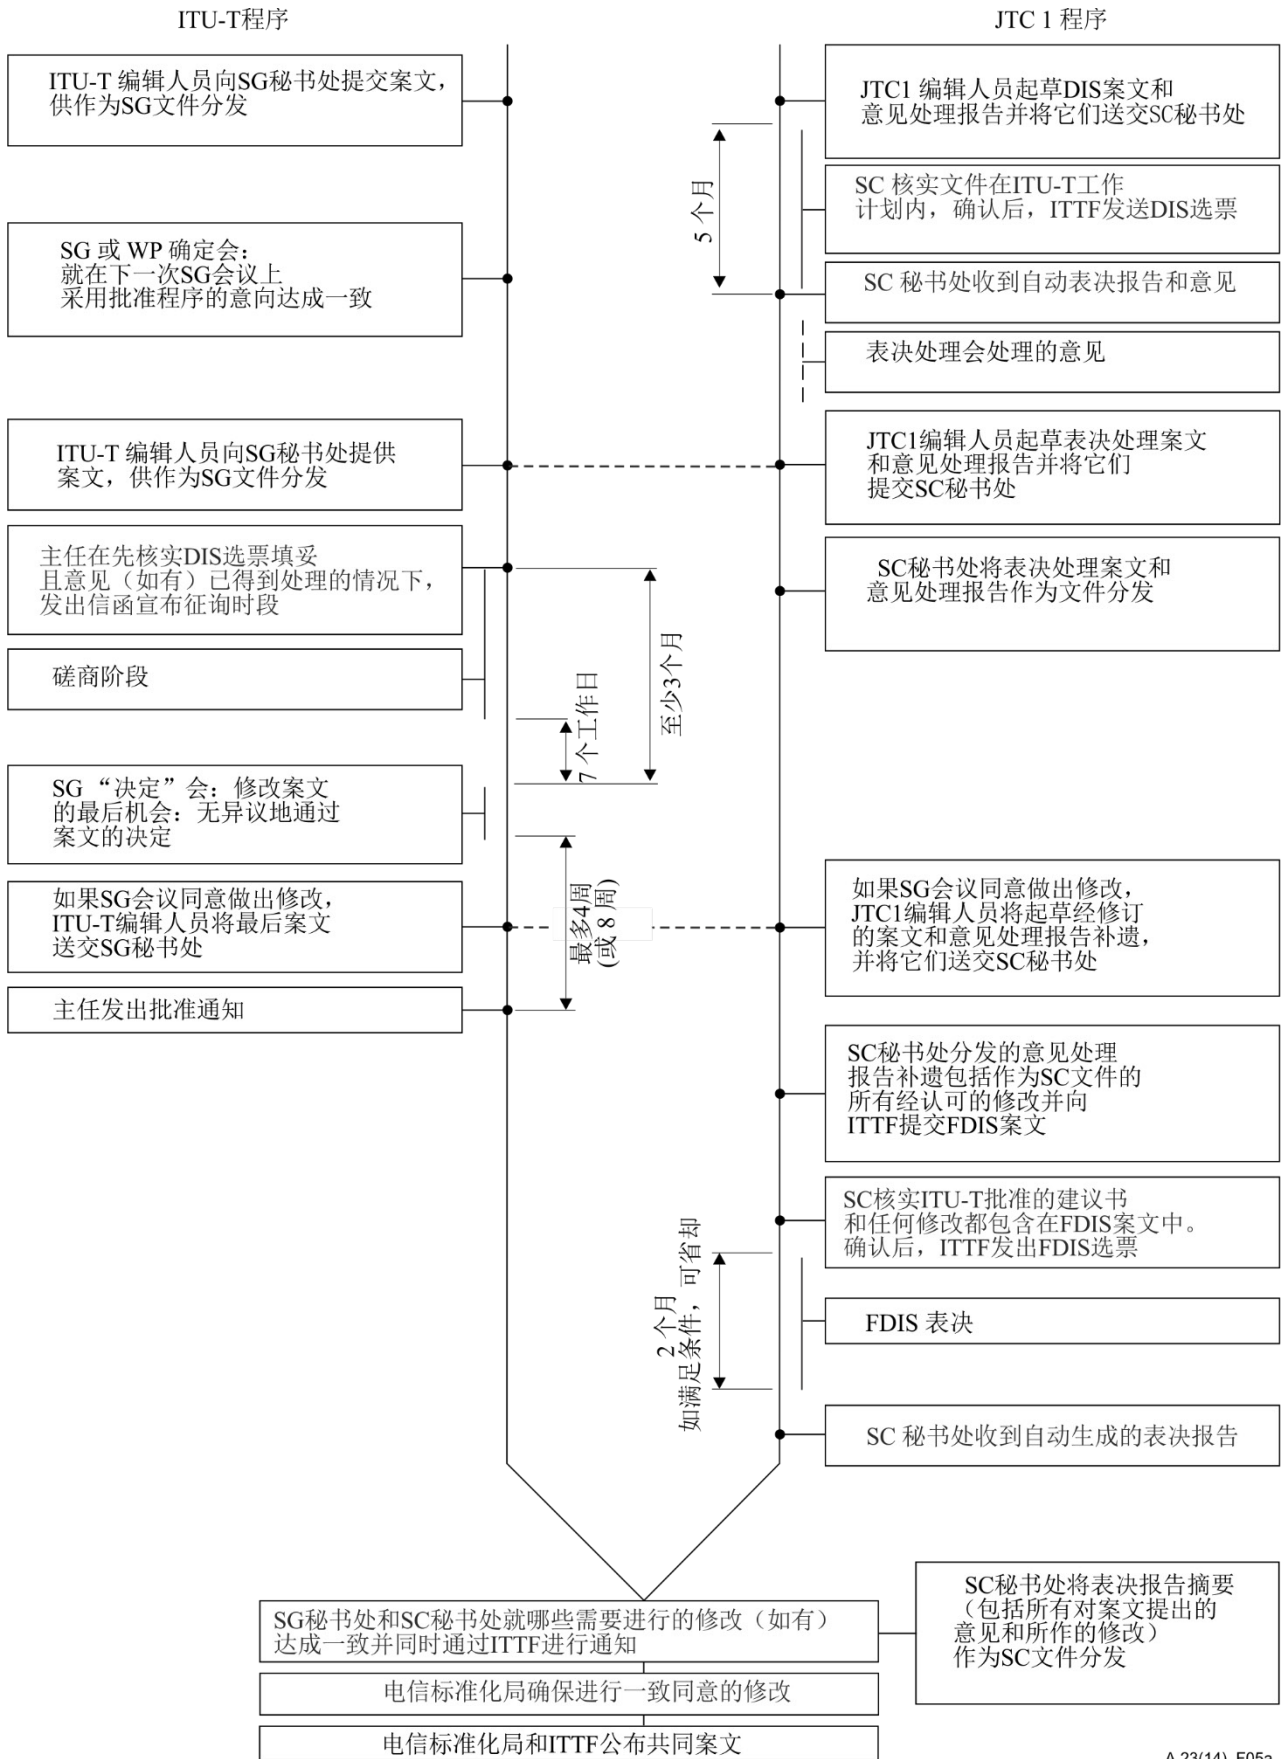 ITU-T程序
JTC 1 程序
ITU-T 编辑人员向SG秘书处提交案文，
供作为SG文件分发
JTC1 编辑人员起草DIS案文和
意见处理报告并将它们送交SC秘书处
5 个月
SC 核实文件在ITU-T工作
计划内，确认后，ITTF发送DIS选票
SG 或 WP 确定会：
就在下一次SG会议上
采用批准程序的意向达成一致
SC 秘书处收到自动表决报告和意见
表决处理会处理的意见
ITU-T 编辑人员向SG秘书处提供
案文，供作为SG文件分发
JTC1编辑人员起草表决处理案文
和意见处理报告并将它们
提交SC秘书处
主任在先核实DIS选票填妥
且意见（如有）已得到处理的情况下，
发出信函宣布征询时段
SC秘书处将表决处理案文和
意见处理报告作为文件分发
磋商阶段
至少3个月
7 个工作日
SG “决定”会：修改案文
的最后机会：无异议地通过
案文的决定
如果SG会议同意做出修改，
ITU-T编辑人员将最后案文
送交SG秘书处
最多4周
(或 8 周)
如果SG会议同意做出修改，
JTC1编辑人员将起草经修订
的案文和意见处理报告补遗，
并将它们送交SC秘书处
主任发出批准通知
SC秘书处分发的意见处理
报告补遗包括作为SC文件的
所有经认可的修改并向
ITTF提交FDIS案文
SC核实ITU-T批准的建议书
和任何修改都包含在FDIS案文中。
确认后，ITTF发出FDIS选票
2 个月
如满足条件，可省却
FDIS 表决
SC 秘书处收到自动生成的表决报告
SG秘书处和SC秘书处就哪些需要进行的修改（如有）
达成一致并同时通过ITTF进行通知
SC秘书处将表决报告摘要
（包括所有对案文提出的
意见和所作的修改）
作为SC文件分发
电信标准化局确保进行一致同意的修改
电信标准化局和ITTF公布共同案文
A.23(14)_F05a